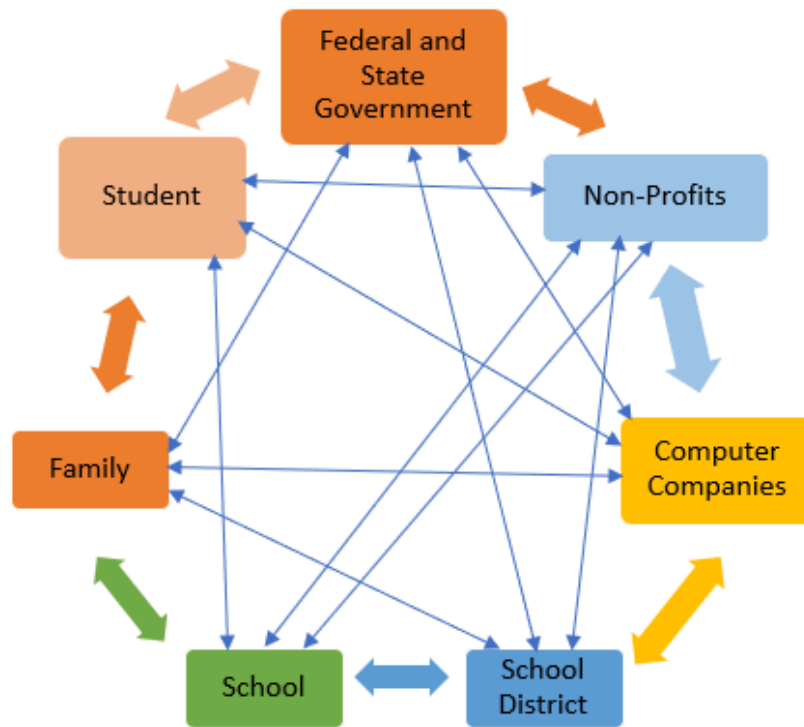 Federal and
State
Government
Student
Non-Profits
Family
Computer
Companies
School
School
District